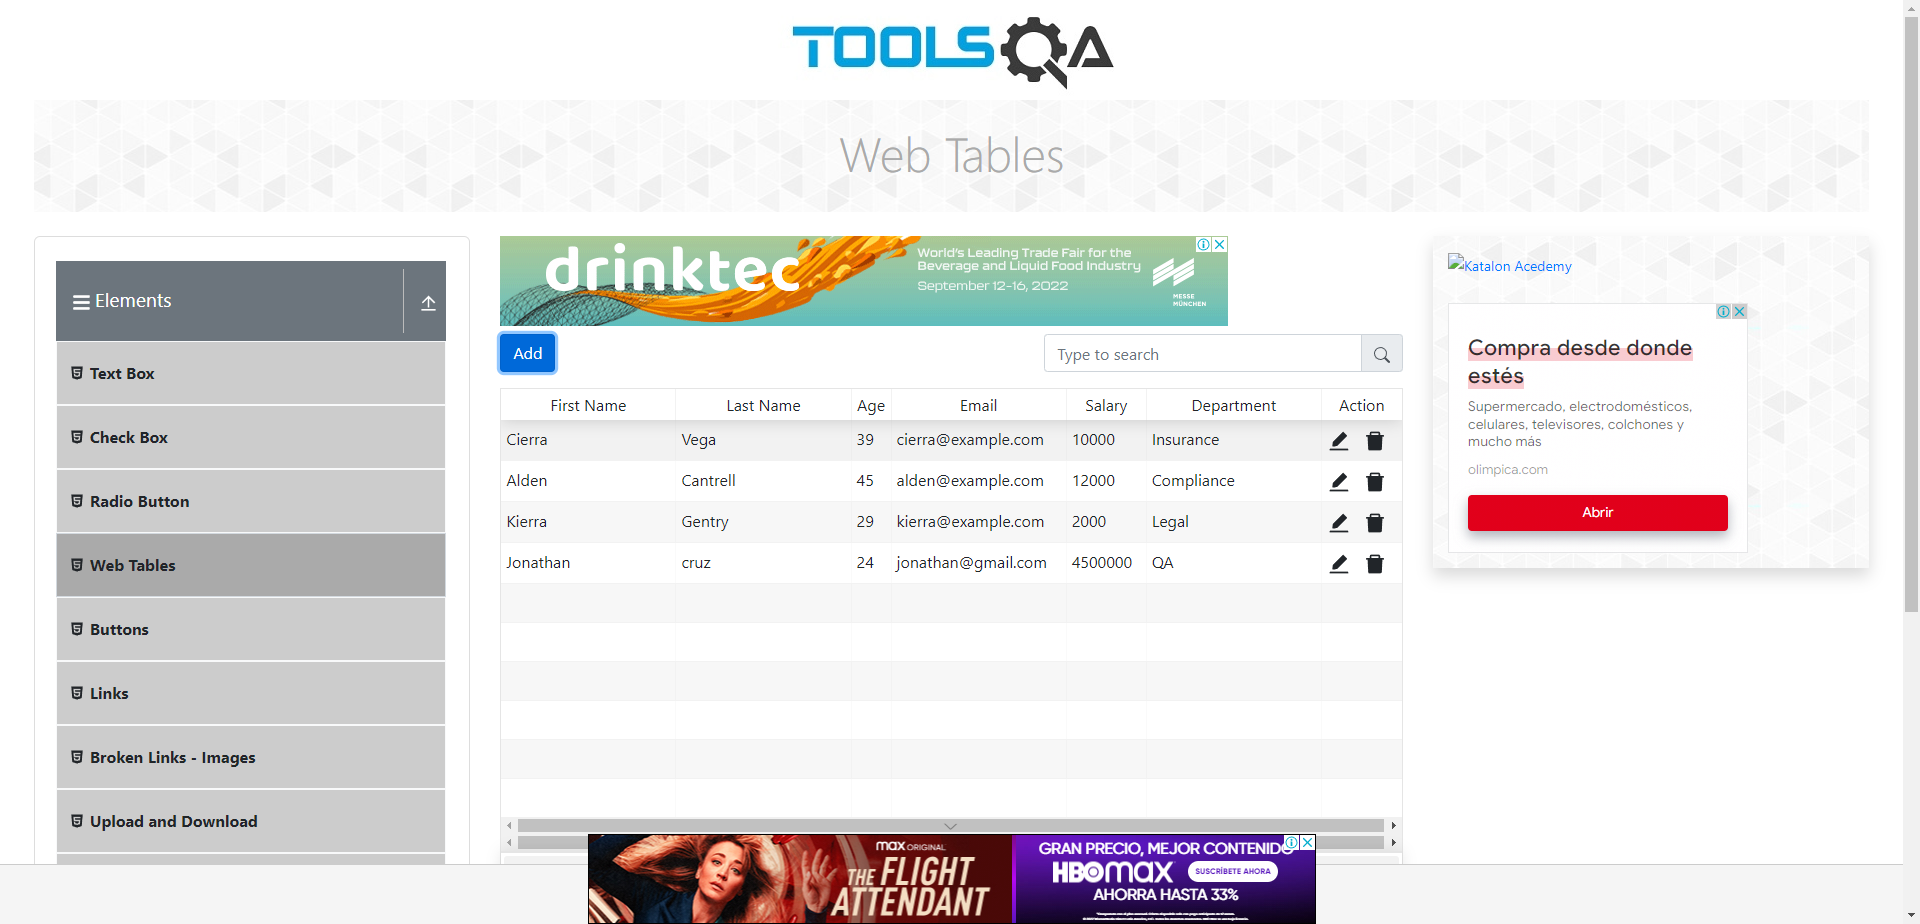 TOOLSQA
Web Tables
Elements
Text Box
Check Box
Radio Button
Web Tables
Buttons
Links
Broken Links - Images
Upload and Download
drinktec
World's Leading Trade Fair for the
Beverage and Liquid Food Industry
September 12-16, 2022
MESSE
MÜNCHEN
Add
Type to search
First Name Last Name Age Email Salary Department Action
Cierra Vega 39 cierra@example.com 10000 Insurance
Alden Cantrell 45 alden@example.com 12000 Compliance
Kierra Gentry 29 kierra@example.com 2000 Legal
Jonathan cruz 24 jonathan@gmail.com 4500000 QA
Katalon Acedemy
Compra desde donde
estés
Supermercado, electrodomésticos,
celulares, televisores, colchones y
mucho más
olimpica.com
Abrir
max ORIGINAL
THE FLIGHT
ATTENDANT
GRAN PRECIO, MEJOR CONTENIDO
HBOmax
SUSCRÍBETE AHORA
AHORRA HASTA 33%